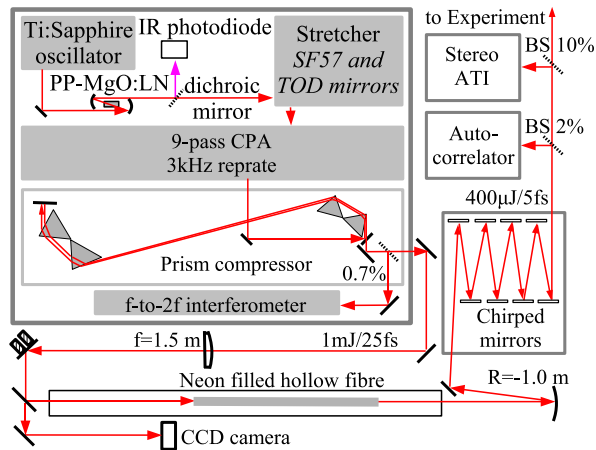 to Experiment
Ti:Sapphire
oscillator
IR photodiode
Stretcher
SF57 and
TOD mirrors
Stereo
ATI
BS 10%
PP-MgO:LN
dichroic
mirror
9-pass CPA
3kHz reprate
Auto-
correlator
BS 2%
400μJ/5fs
Prism compressor
0.7%
f-to-2f interferometer
Chirped
mirrors
f=1.5 m
1mJ/25fs
Neon filled hollow fibre
R=-1.0 m
CCD camera